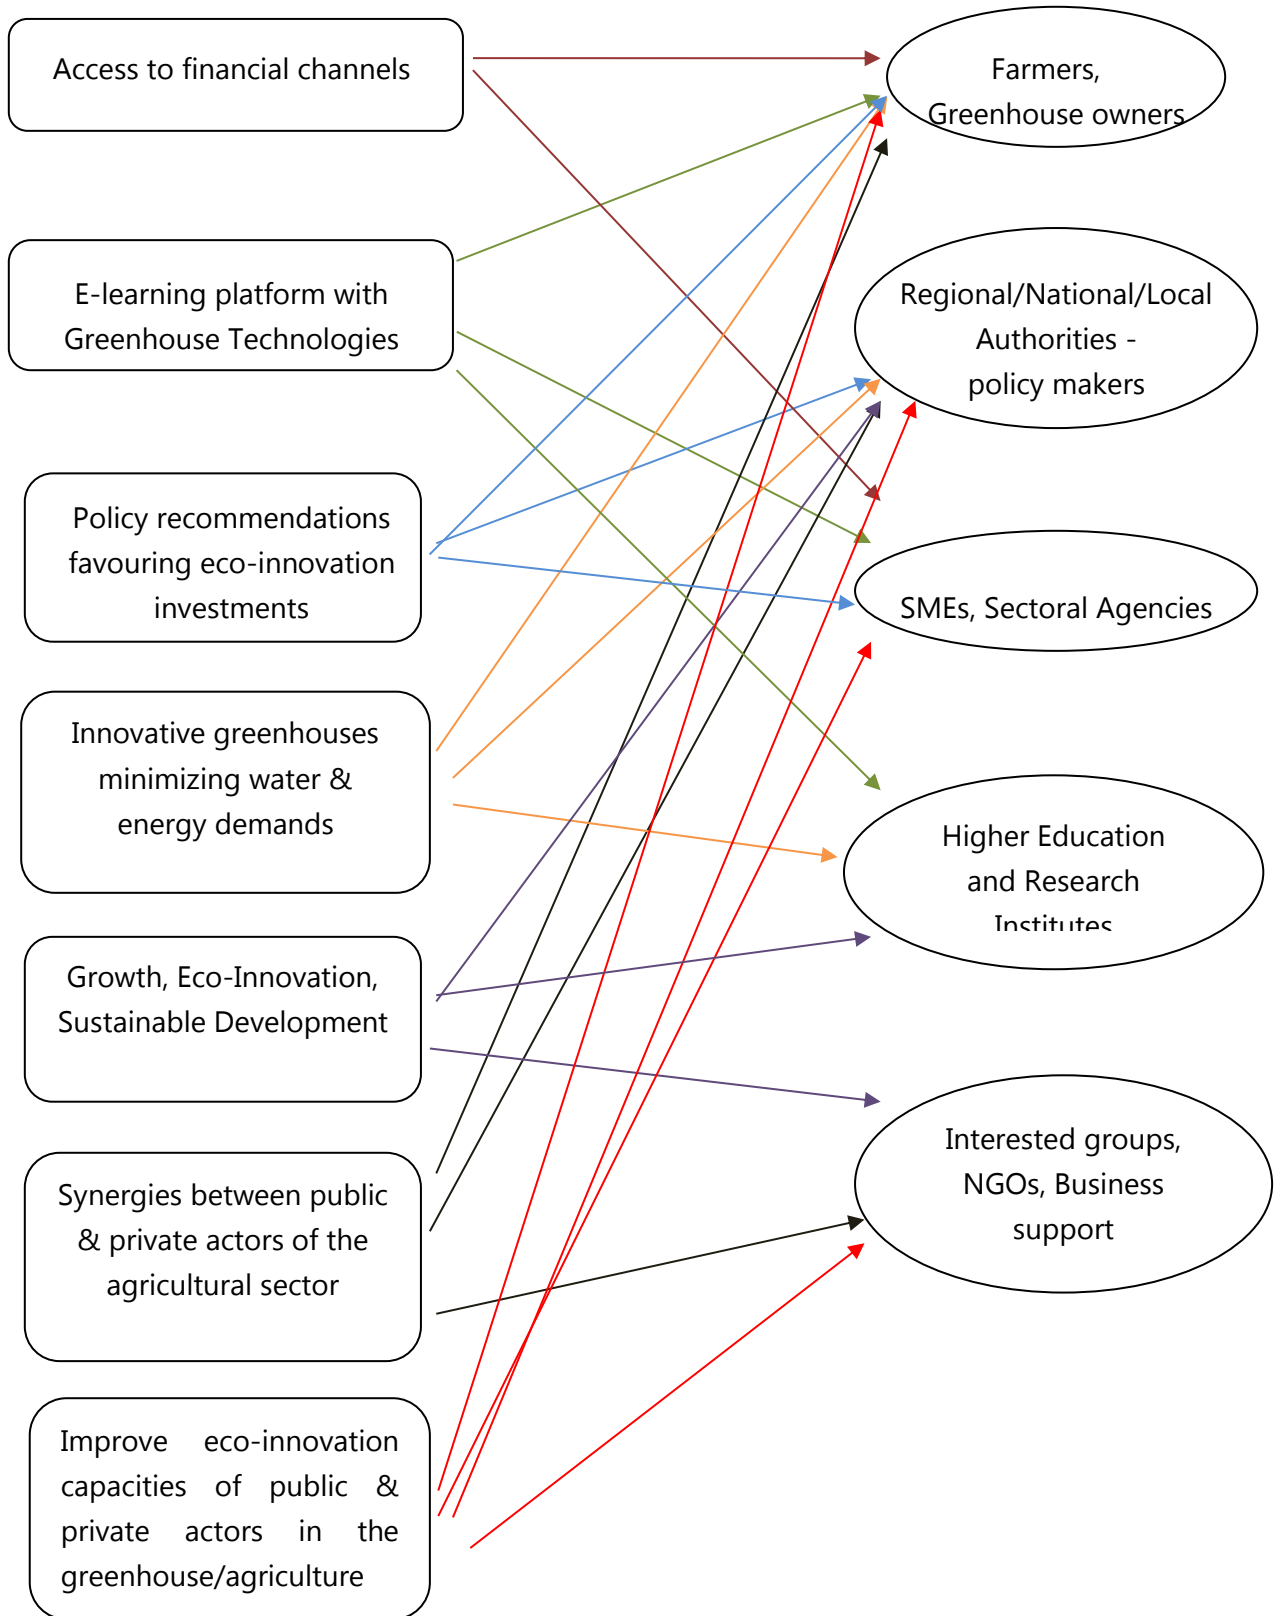 Access to financial channels
E-learning platform with
Greenhouse Technologies
Policy recommendations
favouring eco-innovation
investments
Innovative greenhouses
minimizing water &
energy demands
Growth, Eco-Innovation,
Sustainable Development
Synergies between public
& private actors of the
agricultural sector
Improve eco-innovation
capacities of public &
private actors in the
greenhouse/agriculture
Farmers,
Greenhouse owners
Regional/National/Local
Authorities -
policy makers
SMEs, Sectoral Agencies
Higher Education
and Research
Institutes
Interested groups,
NGOs, Business
support